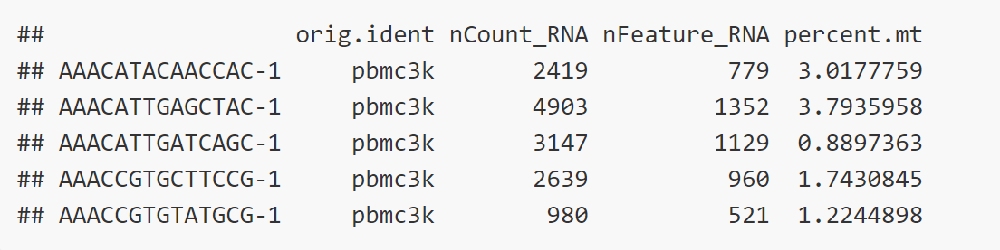 ## orig.ident nCount_RNA nFeature_RNA percent.mt
## AAACATACAACCAC-1 pbmc3k 2419 779 3.0177759
## AAACATTGAGCTAC-1 pbmc3k 4903 1352 3.7935958
## AAACATTGATCAGC-1 pbmc3k 3147 1129 0.8897363
## AAACCGTGCTTCCG-1 pbmc3k 2639 960 1.7430845
## AAACCGTGTATGCG-1 pbmc3k 980 521 1.2244898